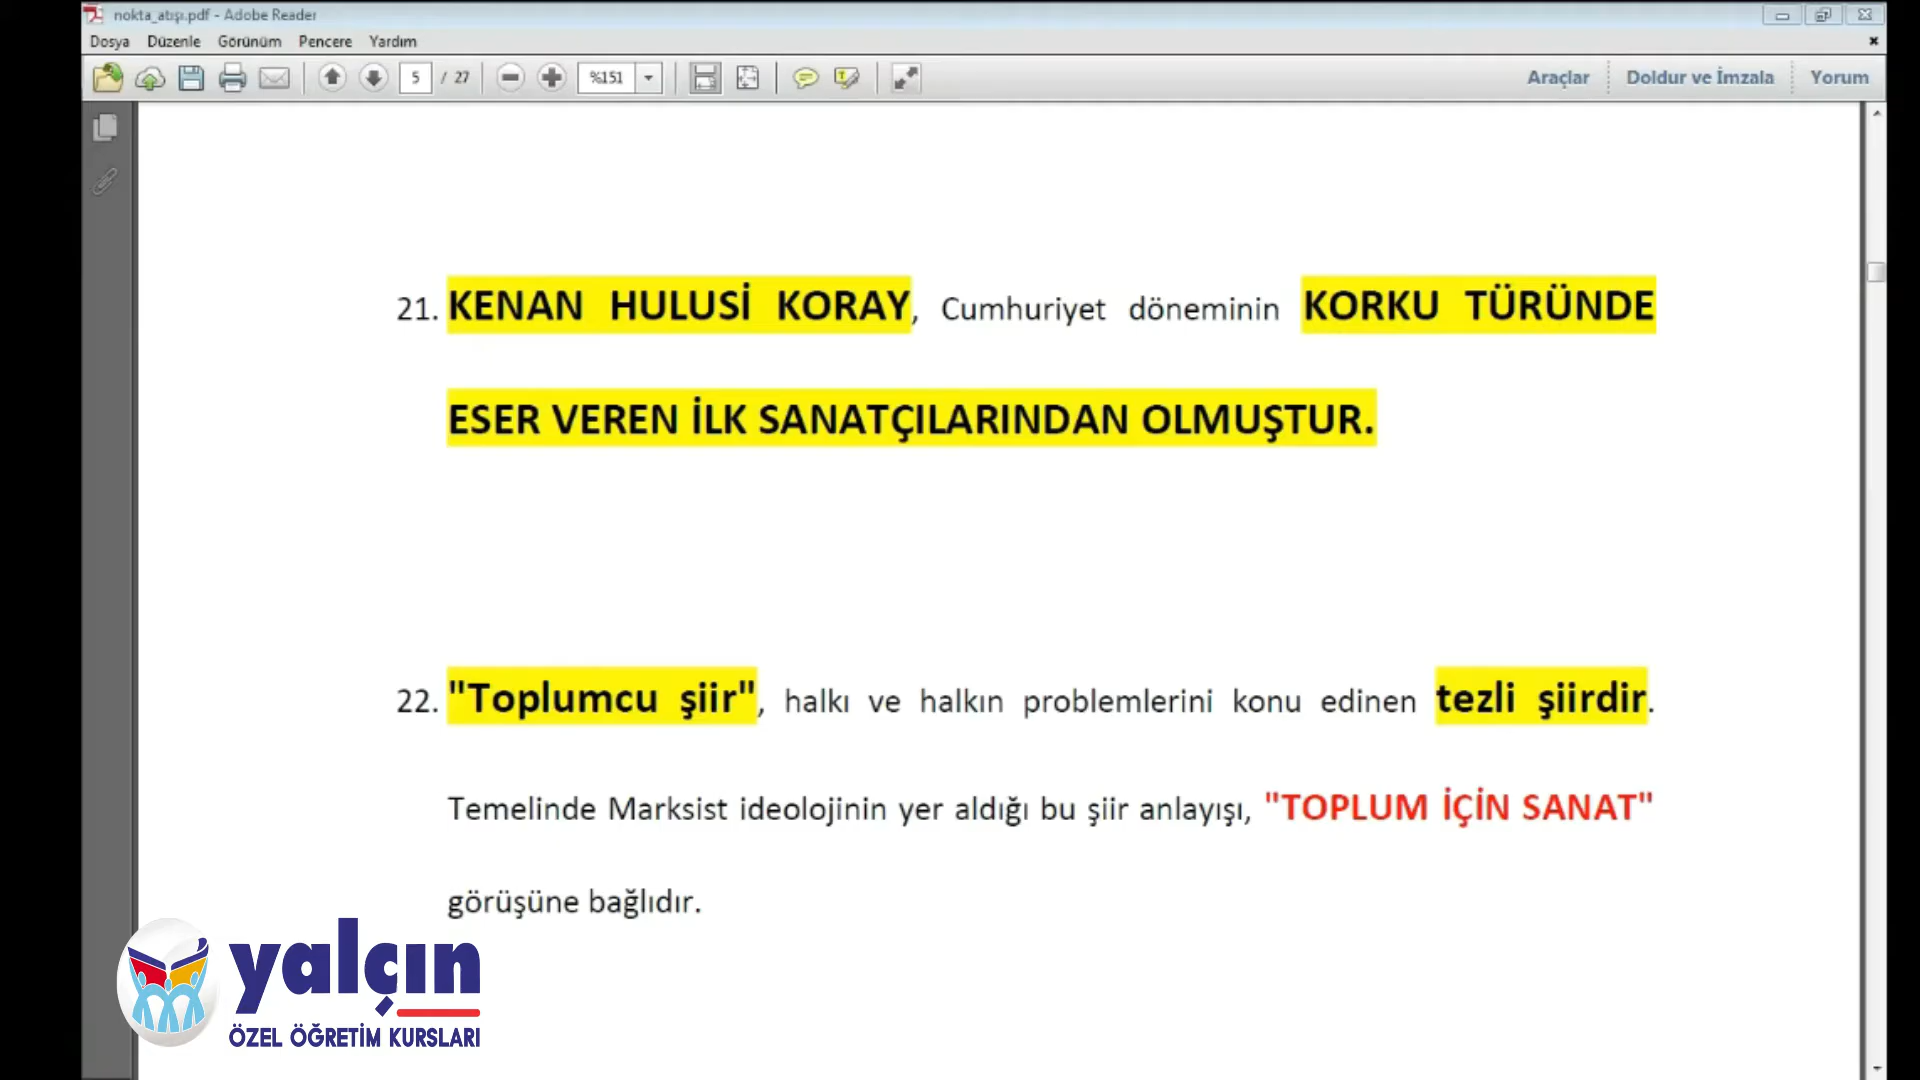 nokta_atışı.pdf - Adobe Reader
Dosya Düzenle Görünüm Pencere Yardım
5 / 27 %151 Araçlar Doldur ve İmzala Yorum
21. KENAN HULUSİ KORAY, Cumhuriyet döneminin KORKU TÜRÜNDE
ESER VEREN İLK SANATÇILARINDAN OLMUŞTUR.
22. "Toplumcu şiir", halkı ve halkın problemlerini konu edinen tezli şiirdir.
Temelinde Marksist ideolojinin yer aldığı bu şiir anlayışı, "TOPLUM İÇİN SANAT"
görüşüne bağlıdır.
yalçın
ÖZEL ÖĞRETİM KURSLARI